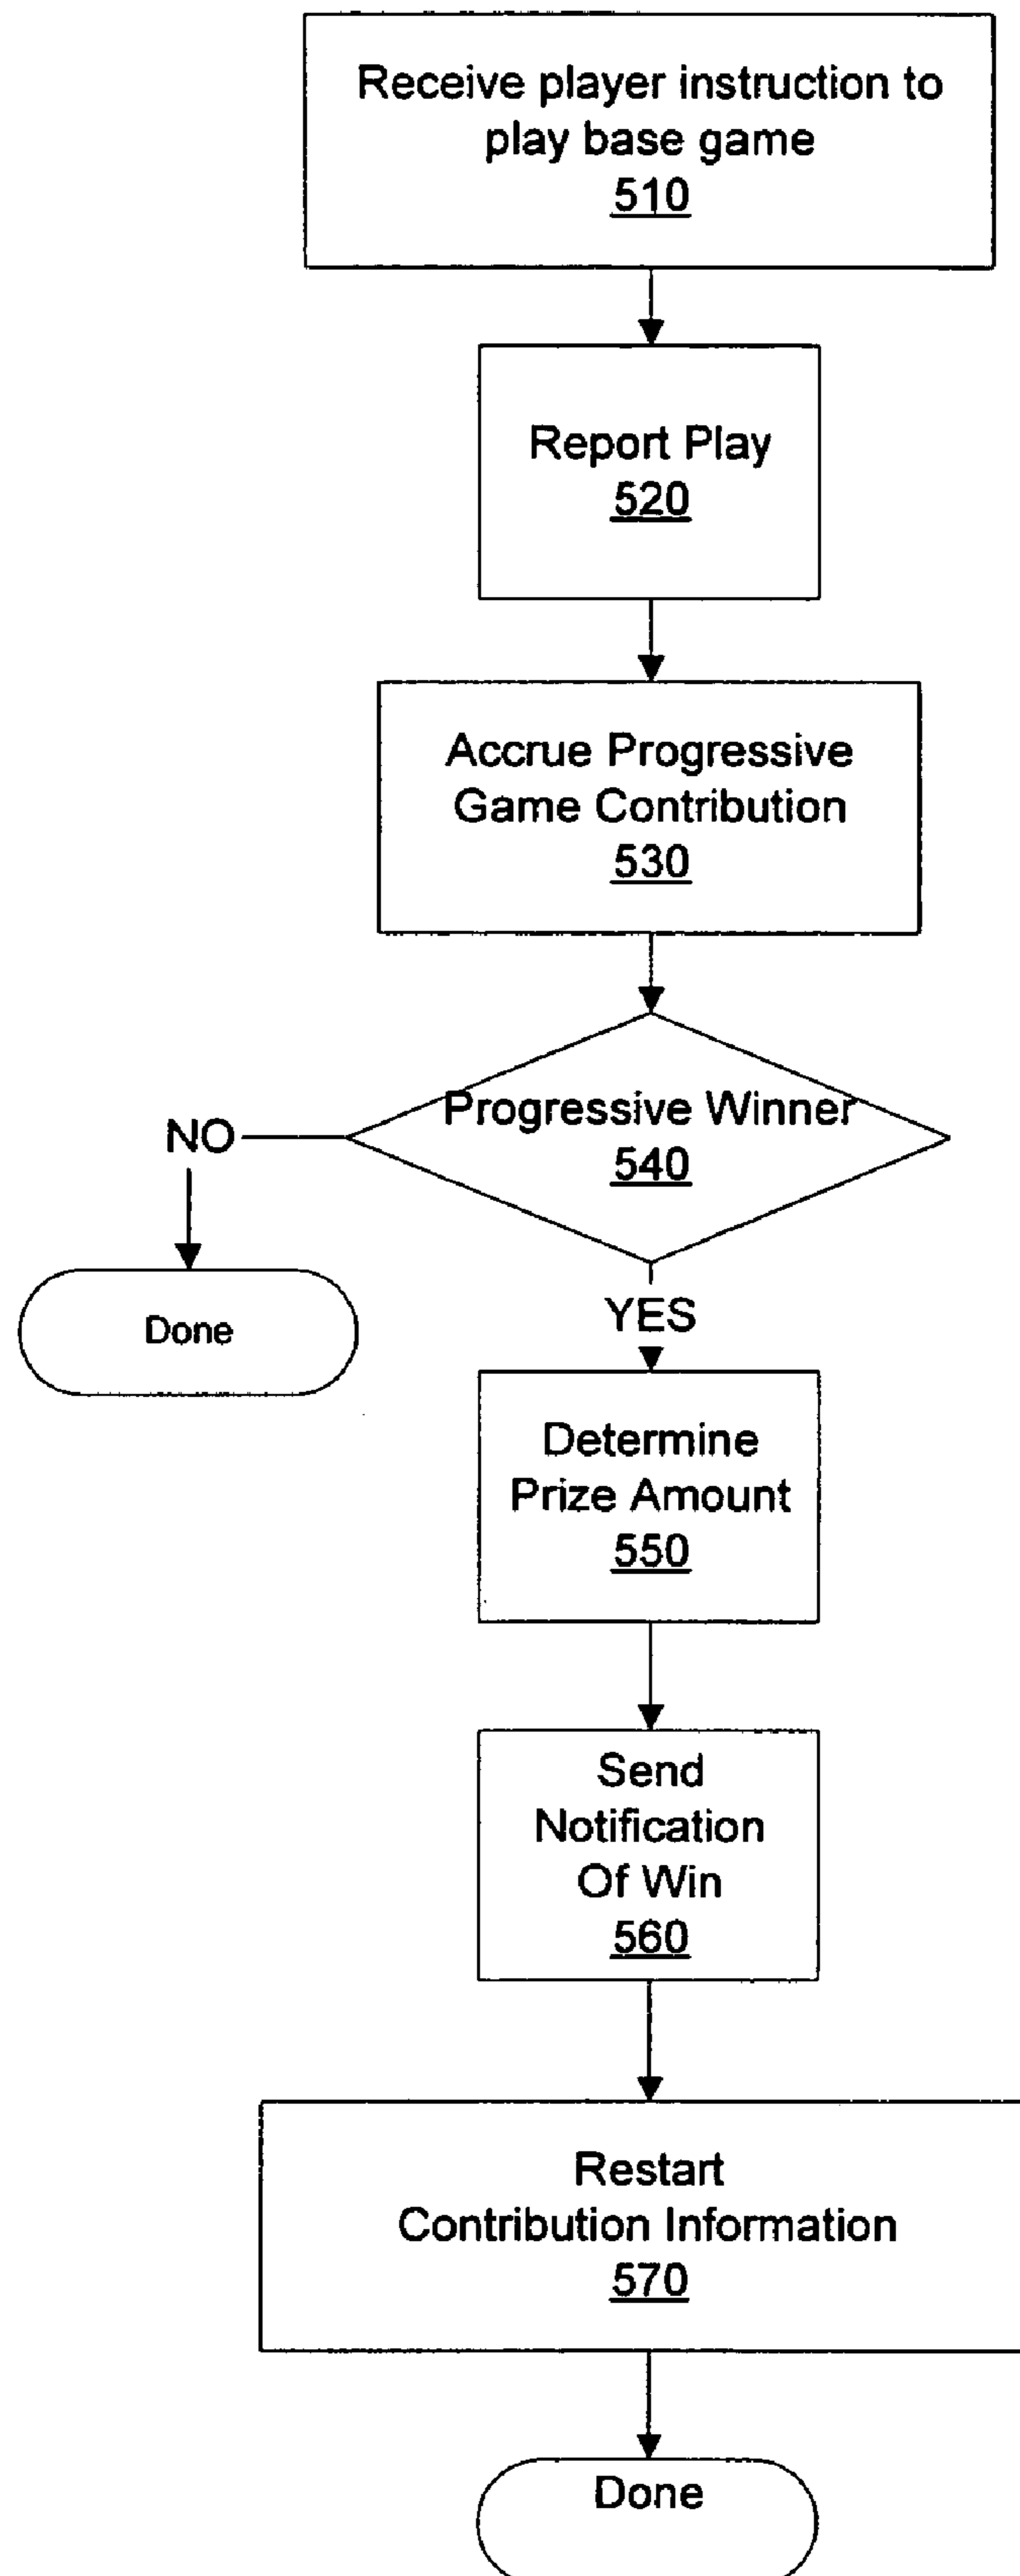 Receive player instruction to
play base game
510
Report Play
520
Accrue Progressive
Game Contribution
530
Progressive Winner
540
NO
Done
YES
Determine
Prize Amount
550
Send
Notification
Of Win
560
Restart
Contribution Information
570
Done